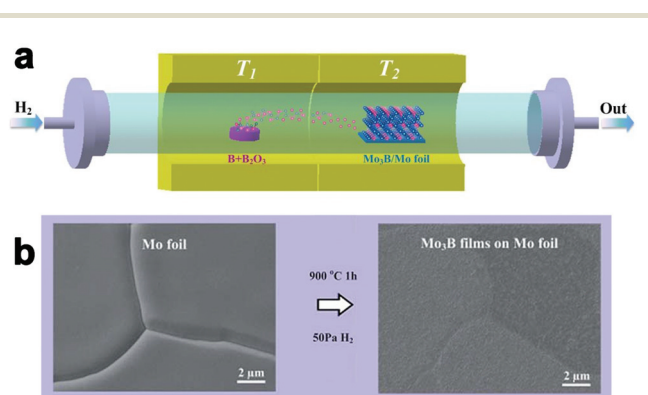 a
T₁ T₂
H₂
Out
B+B₂O₃ Mo₃B/Mo foil
b
Mo foil
Mo₃B films on Mo foil
900 °C 1h
50Pa H₂
2 μm 2 μm